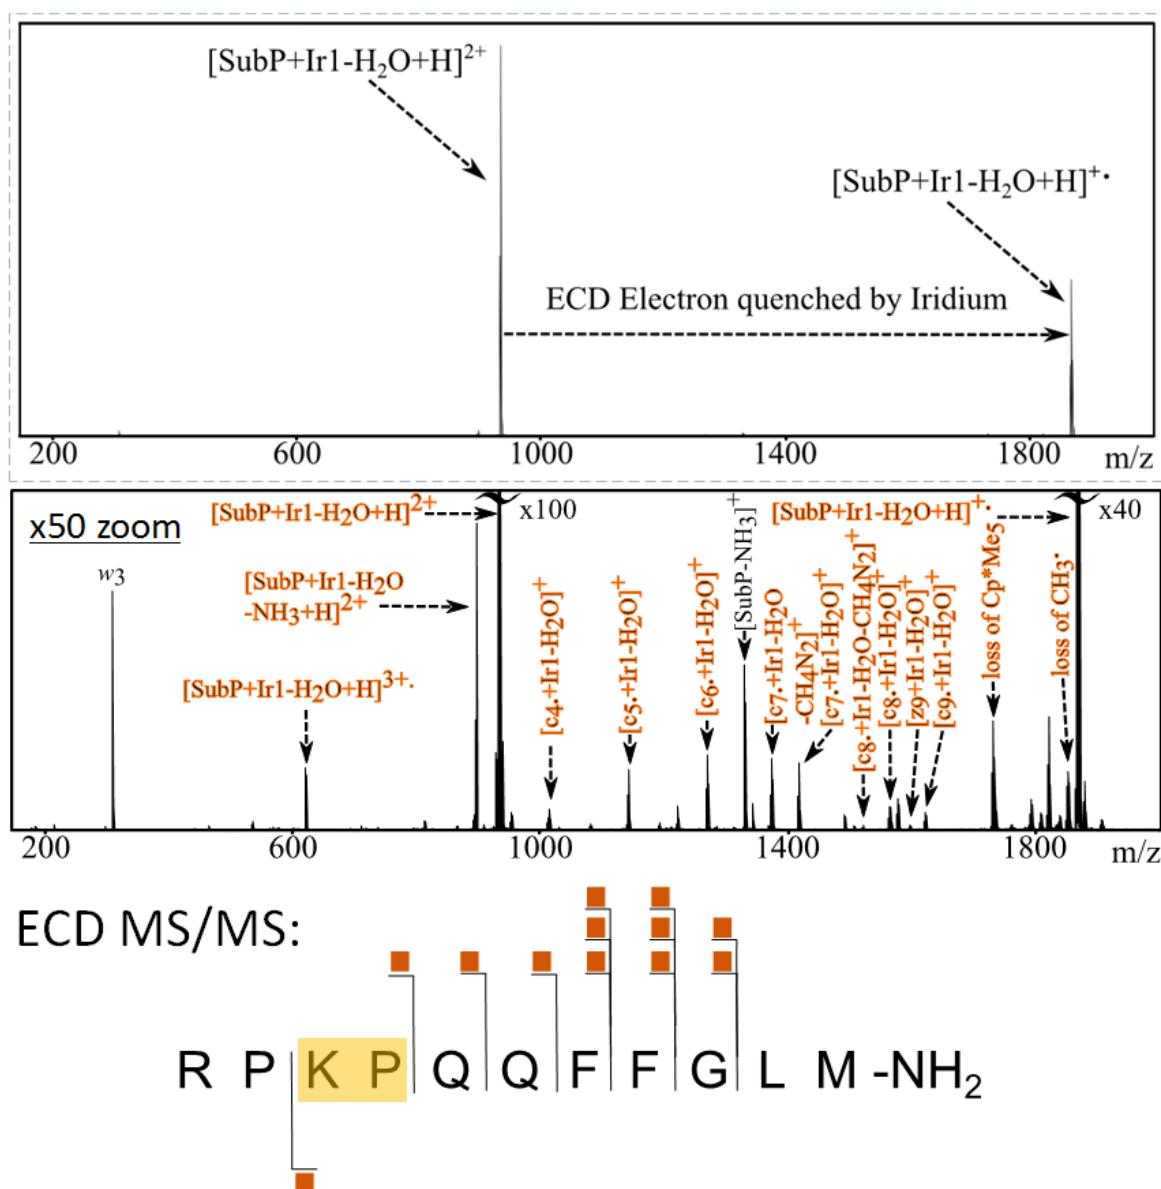 [SubP+Ir1-H2O+H]2+
[SubP+Ir1-H2O+H]+•
ECD Electron quenched by Iridium
200 600 1000 1400 1800 m/z
x50 zoom
[SubP+Ir1-H2O+H]2+
x100
[SubP+Ir1-H2O+H]+.
x40
w3
[SubP+Ir1-H2O
-NH3+H]2+
[SubP+Ir1-H2O+H]3+.
[c4.+Ir1-H2O]+
[c5.+Ir1-H2O]+
[c6.+Ir1-H2O]+
[SubP-NH3]+
[c7.+Ir1-H2O
-CH4N2]+
[c7.+Ir1-H2O]+
[c8.+Ir1-H2O-CH4N2]+
[c8.+Ir1-H2O]+
[z9+Ir1-H2O]+
[c9.+Ir1-H2O]+
loss of Cp*Me5
loss of CH3•
200 600 1000 1400 1800 m/z
ECD MS/MS:
R P K P Q Q F F G L M -NH2